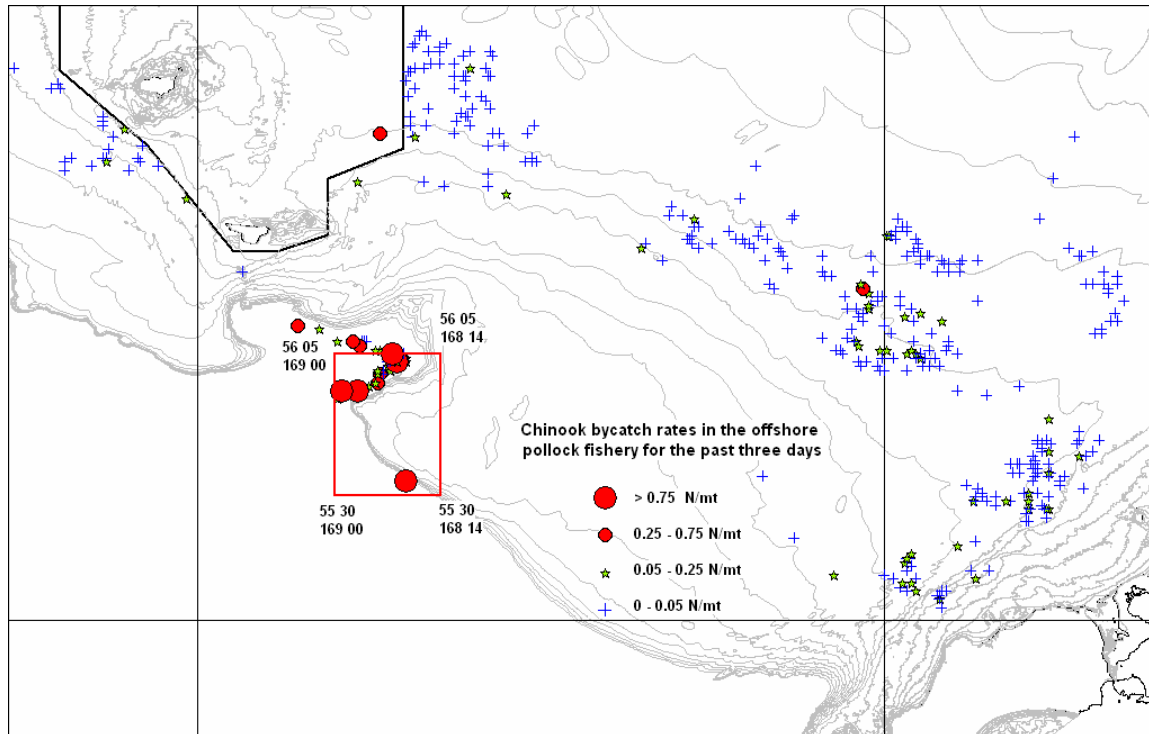 56 05
168 14
56 05
169 00
Chinook bycatch rates in the offshore
pollock fishery for the past three days
> 0.75 N/mt
0.25 - 0.75 N/mt
0.05 - 0.25 N/mt
0 - 0.05 N/mt
55 30
169 00
55 30
168 14